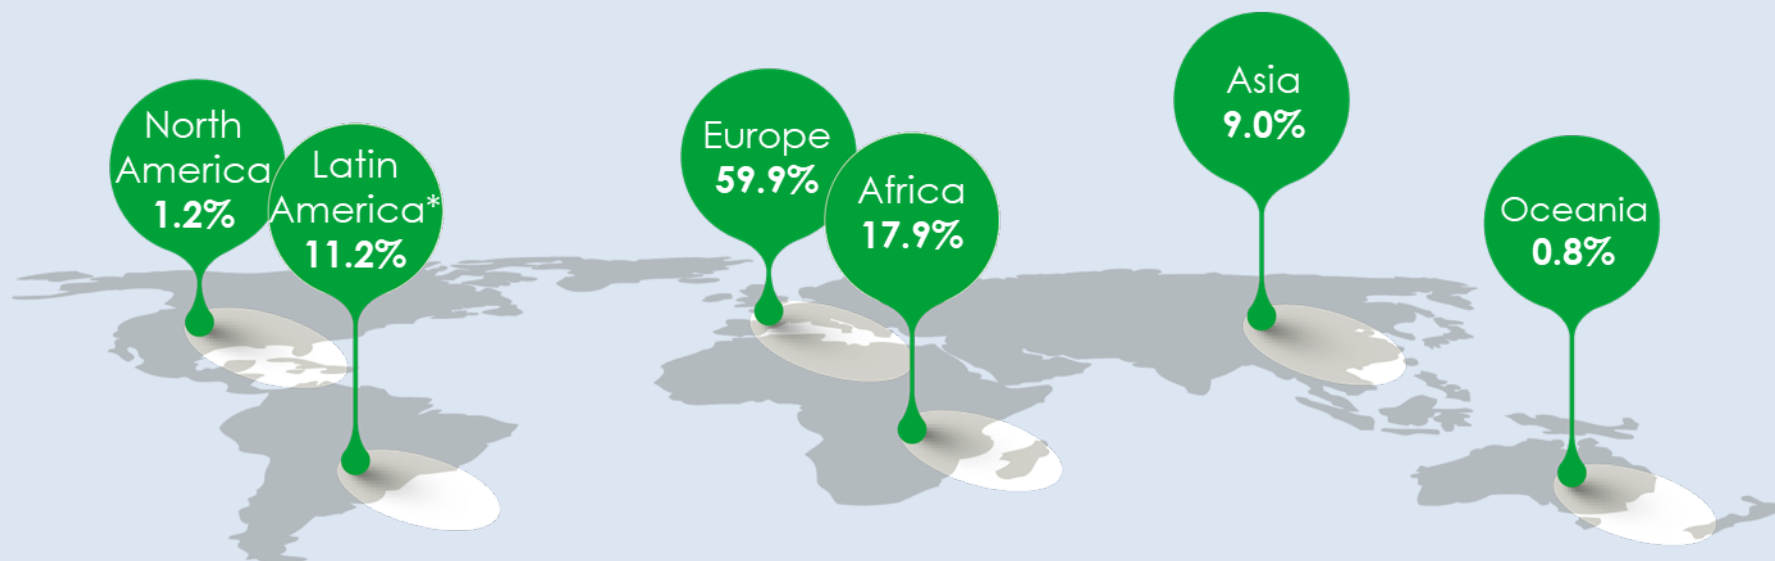 North
America
1.2%
Latin
America*
11.2%
Europe
59.9%
Africa
17.9%
Asia
9.0%
Oceania
0.8%